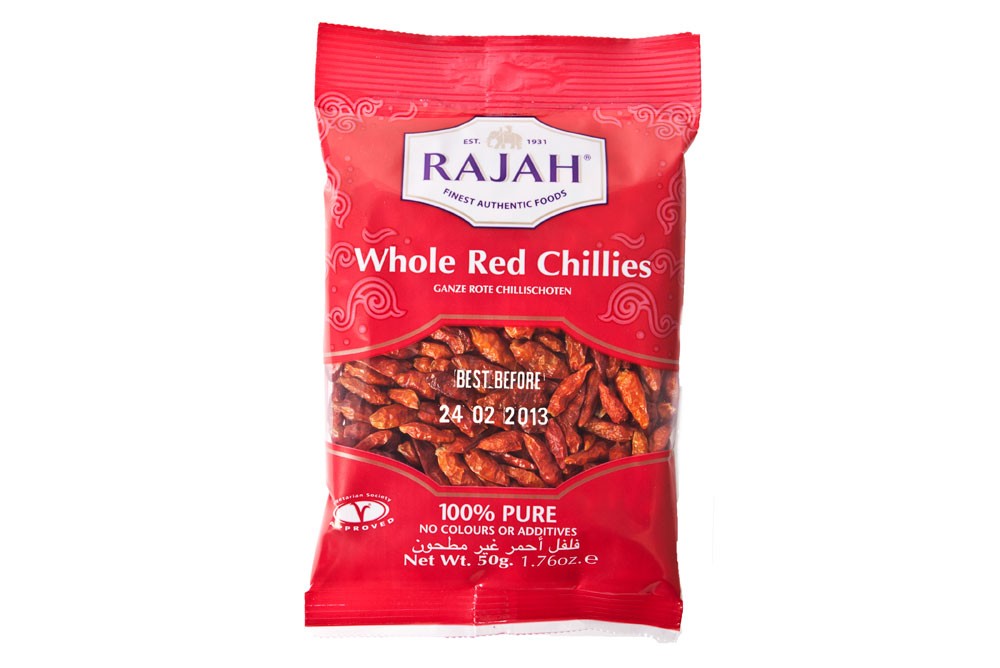 EST. 1931
RAJAH®
FINEST AUTHENTIC FOODS
Whole Red Chillies
GANZE ROTE CHILLISCHOTEN
BEST BEFORE
24 02 2013
Society
APPROVED
100% PURE
NO COLOURS OR ADDITIVES
فلفل أحمر غير مطحون
Net Wt. 50g. 1.76oz. e